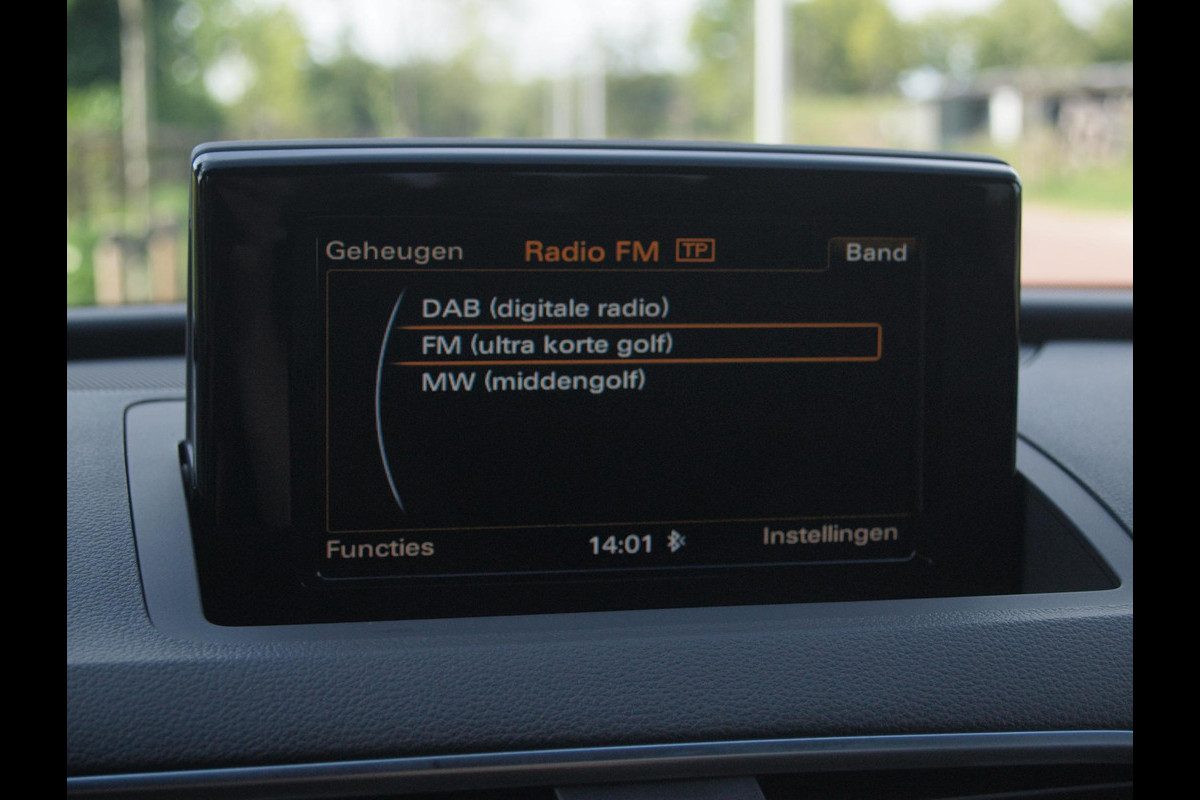 Geheugen Radio FM TP Band
DAB (digitale radio)
FM (ultra korte golf)
MW (middengolf)
Functies 14:01 Instellingen